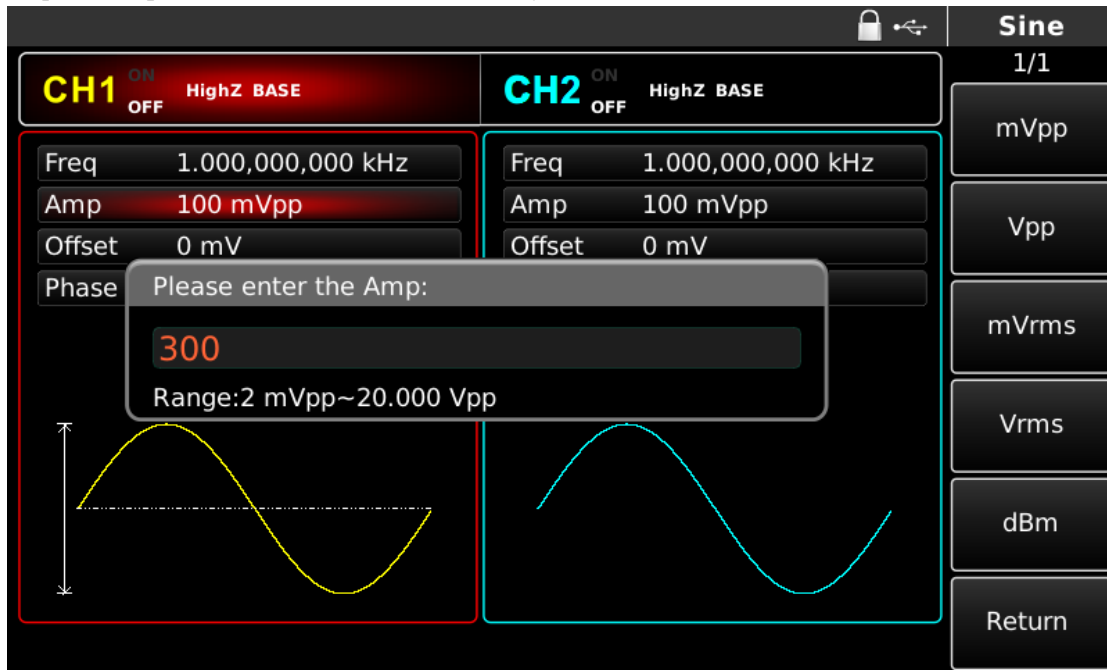 Sine
1/1
CH1 ON OFF HighZ BASE
CH2 ON OFF HighZ BASE
Freq 1.000,000,000 kHz
Amp 100 mVpp
Offset 0 mV
Phase
Freq 1.000,000,000 kHz
Amp 100 mVpp
Offset 0 mV
Please enter the Amp:
300
Range:2 mVpp~20.000 Vpp
mVpp
Vpp
mVrms
Vrms
dBm
Return